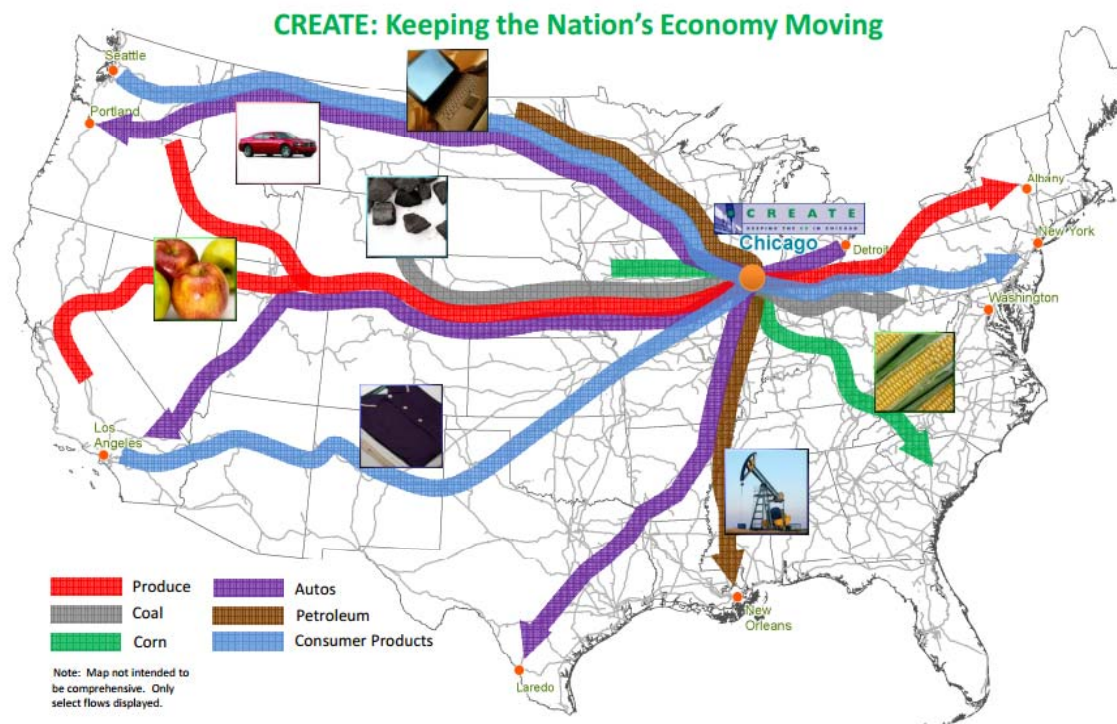 CREATE: Keeping the Nation's Economy Moving
Seattle
Portland
CREATE
Chicago
Detroit
Albany
New York
Washington
Los
Angeles
New
Orleans
Laredo
Produce
Coal
Corn
Autos
Petroleum
Consumer Products
Note: Map not intended to
be comprehensive. Only
select flows displayed.